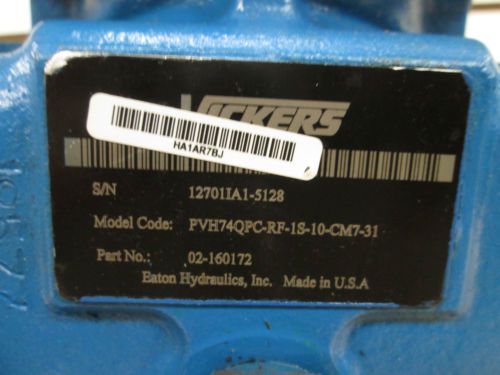 VICKERS
HA1AR7BJ
S/N 12701IA1-5128
Model Code: PVH74QPC-RF-1S-10-CM7-31
Part No.: 02-160172
Eaton Hydraulics, Inc. Made in U.S.A